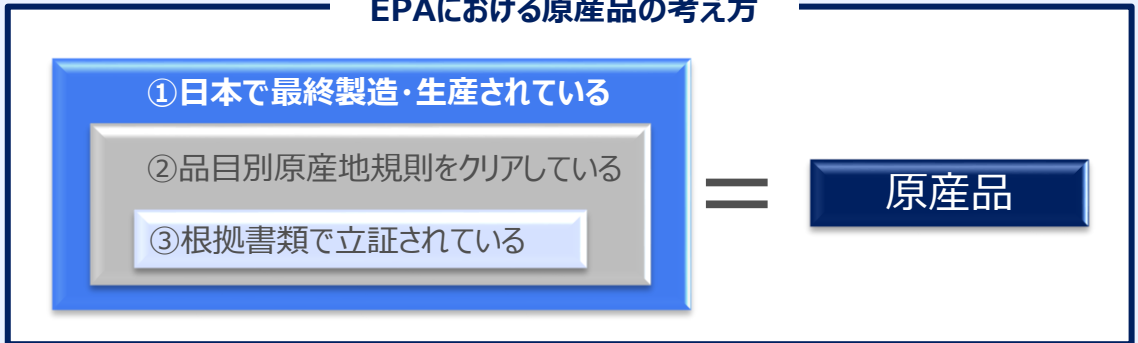 EPAにおける原産品の考え方
①日本で最終製造・生産されている
②品目別原産地規則をクリアしている
③根拠書類で立証されている
＝
原産品